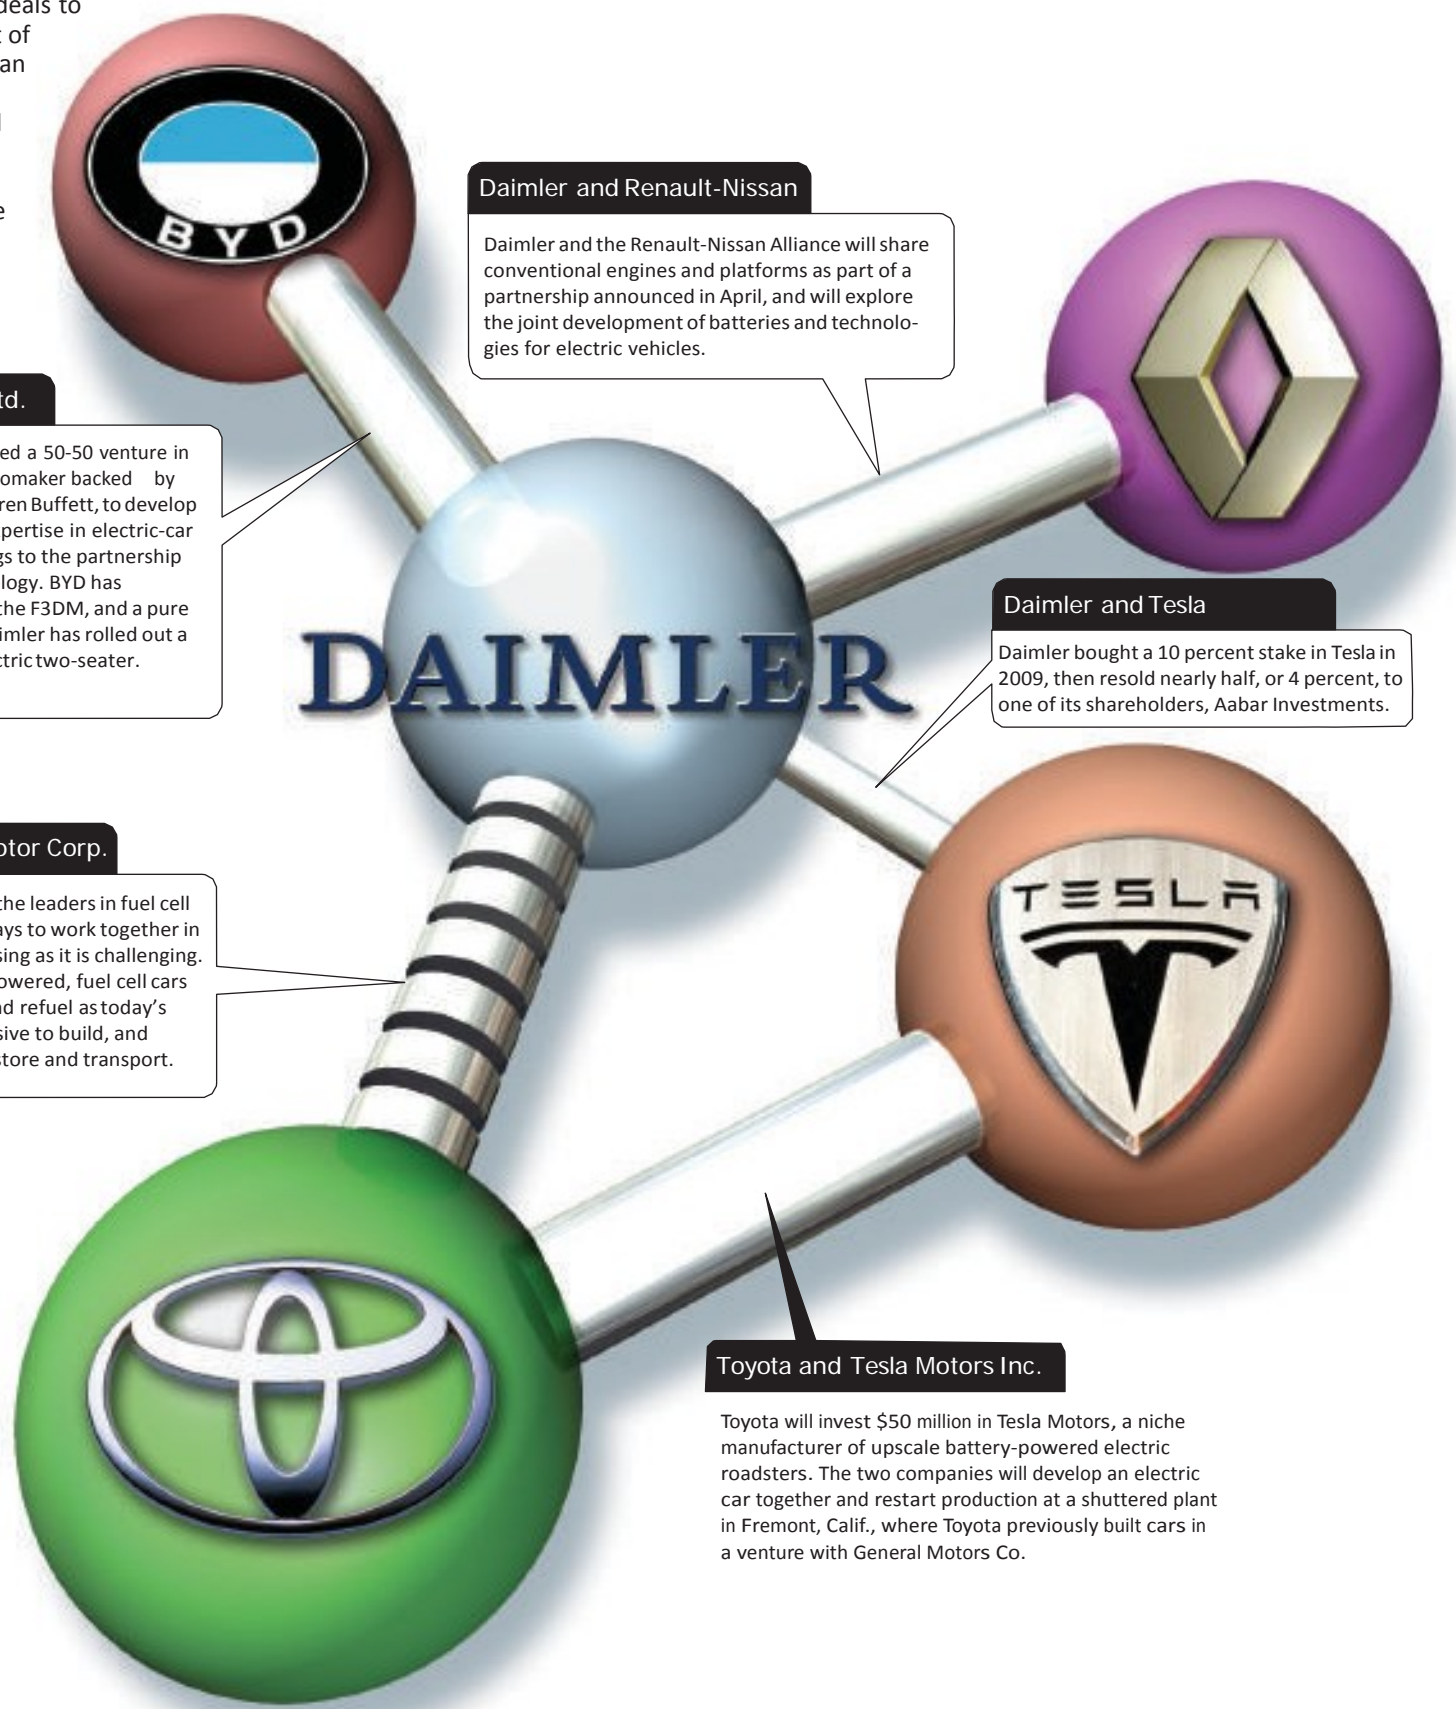 deals to
of
an
e
BYD
Daimler and Renault-Nissan
Daimler and the Renault-Nissan Alliance will share
conventional engines and platforms as part of a
partnership announced in April, and will explore
the joint development of batteries and technolo-
gies for electric vehicles.
td.
ed a 50-50 venture in
omaker backed by
ren Buffett, to develop
pertise in electric-car
gs to the partnership
logy. BYD has
the F3DM, and a pure
imler has rolled out a
ctric two-seater.
DAIMLER
Daimler and Tesla
Daimler bought a 10 percent stake in Tesla in
2009, then resold nearly half, or 4 percent, to
one of its shareholders, Aabar Investments.
otor Corp.
the leaders in fuel cell
ays to work together in
sing as it is challenging.
owered, fuel cell cars
nd refuel as today's
sive to build, and
store and transport.
TESLA
Toyota and Tesla Motors Inc.
Toyota will invest $50 million in Tesla Motors, a niche
manufacturer of upscale battery-powered electric
roadsters. The two companies will develop an electric
car together and restart production at a shuttered plant
in Fremont, Calif., where Toyota previously built cars in
a venture with General Motors Co.